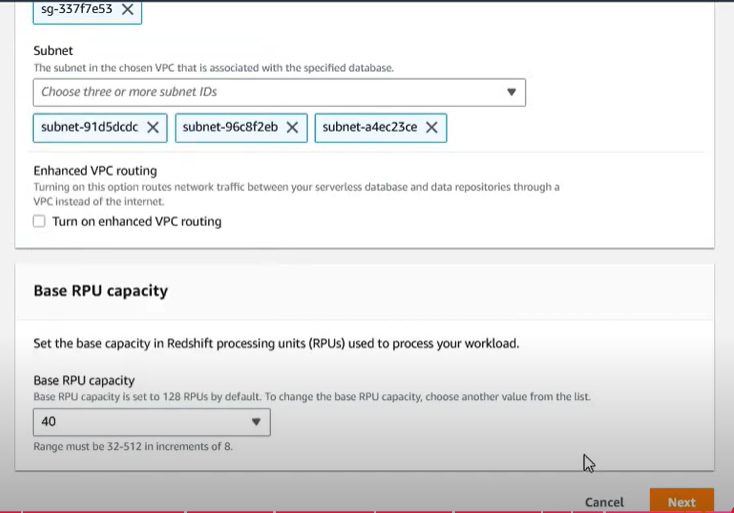 sg-337f7e53
Subnet
The subnet in the chosen VPC that is associated with the specified database.
Choose three or more subnet IDs
subnet-91d5dcdc subnet-96c8f2eb subnet-a4ec23ce
Enhanced VPC routing
Turning on this option routes network traffic between your serverless database and data repositories through a
VPC instead of the internet.
Turn on enhanced VPC routing
Base RPU capacity
Set the base capacity in Redshift processing units (RPUs) used to process your workload.
Base RPU capacity
Base RPU capacity is set to 128 RPUs by default. To change the base RPU capacity, choose another value from the list.
40
Range must be 32-512 in increments of 8.
Cancel Next